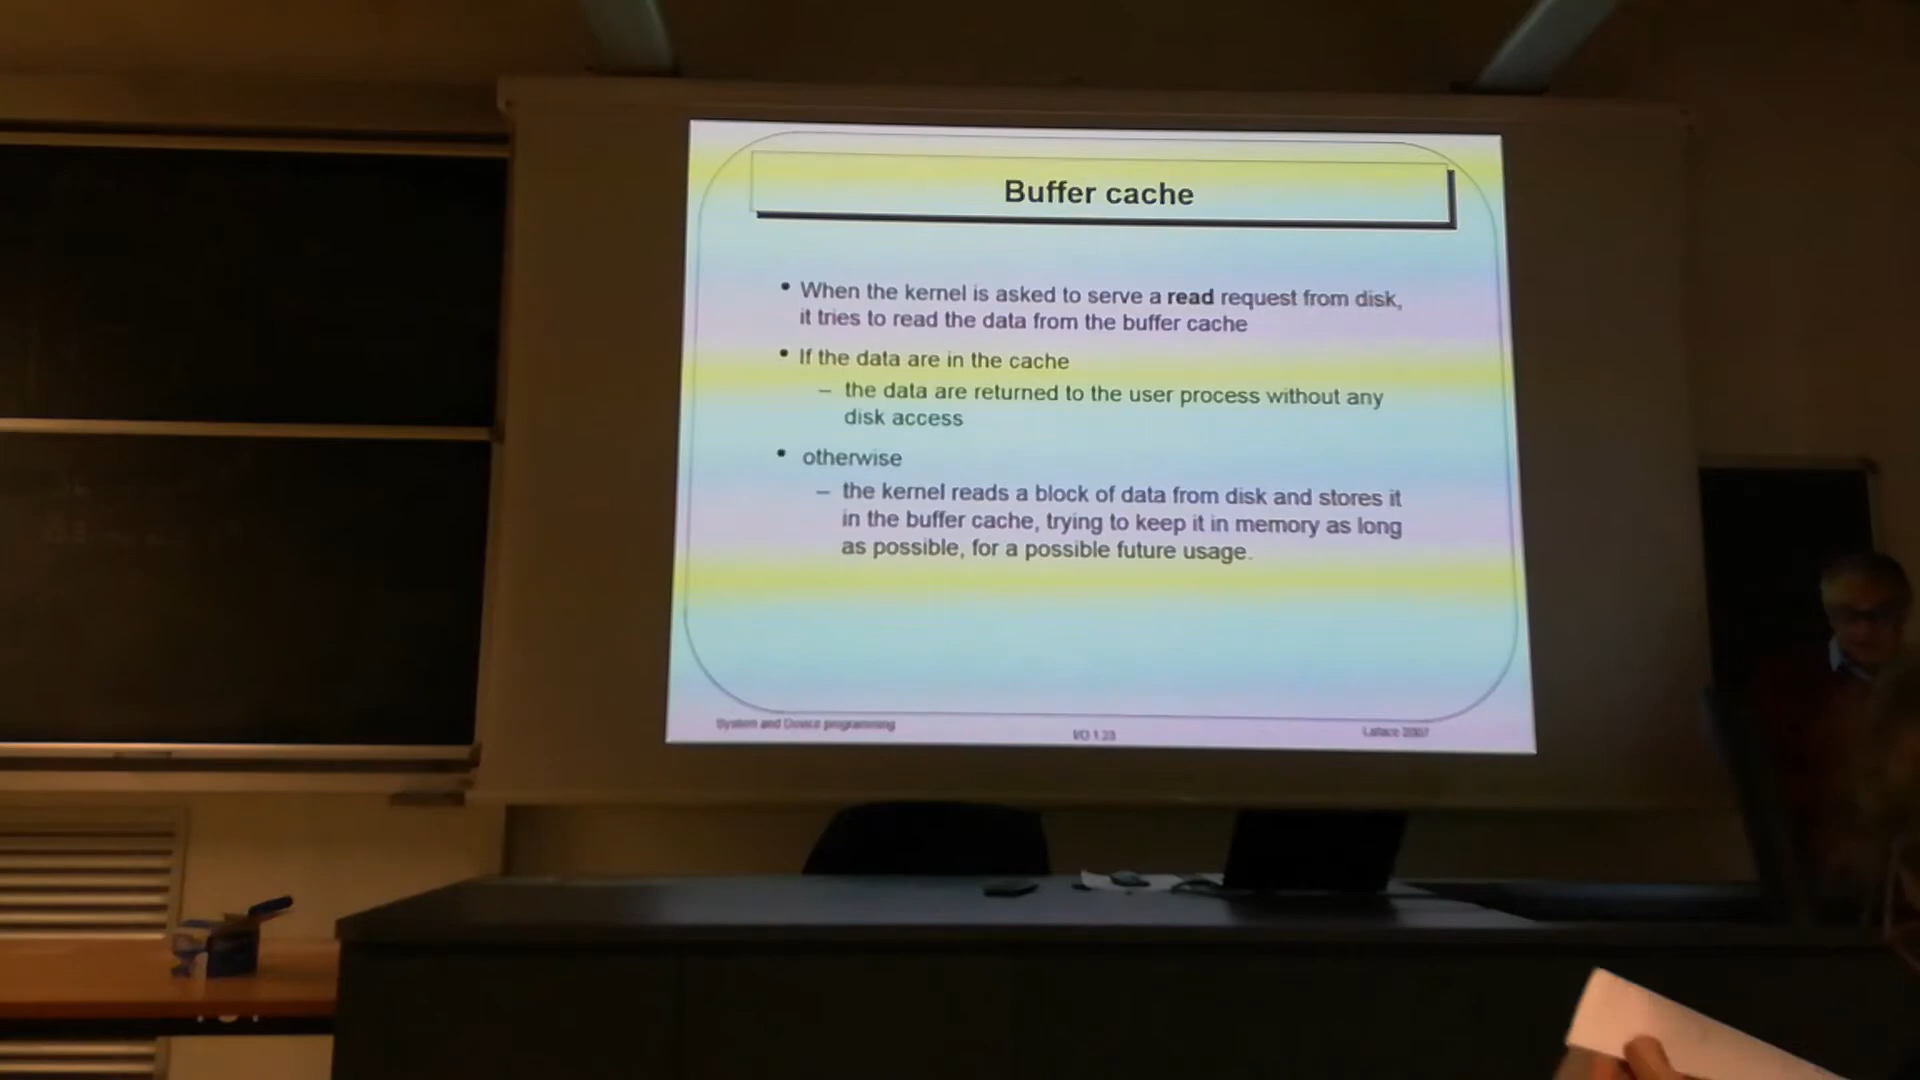 Buffer cache
• When the kernel is asked to serve a read request from disk,
it tries to read the data from the buffer cache
• If the data are in the cache
– the data are returned to the user process without any
disk access
• otherwise
– the kernel reads a block of data from disk and stores it
in the buffer cache, trying to keep it in memory as long
as possible, for a possible future usage.
System and Device programming
I/O 1.23
Laface 2007